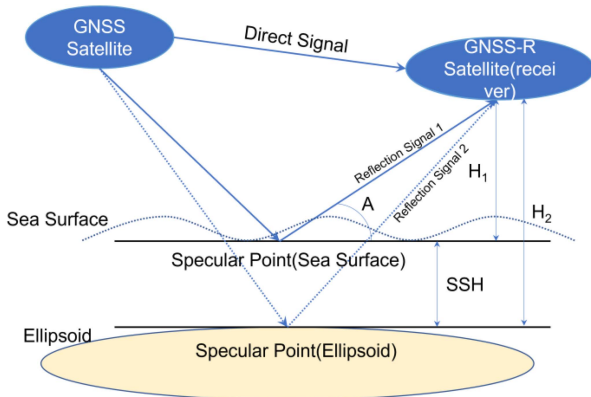 GNSS
Satellite
Direct Signal
GNSS-R
Satellite(recei
ver)
Reflection Signal 1
Reflection Signal 2
H1
A
H2
Sea Surface
Specular Point(Sea Surface)
SSH
Ellipsoid
Specular Point(Ellipsoid)